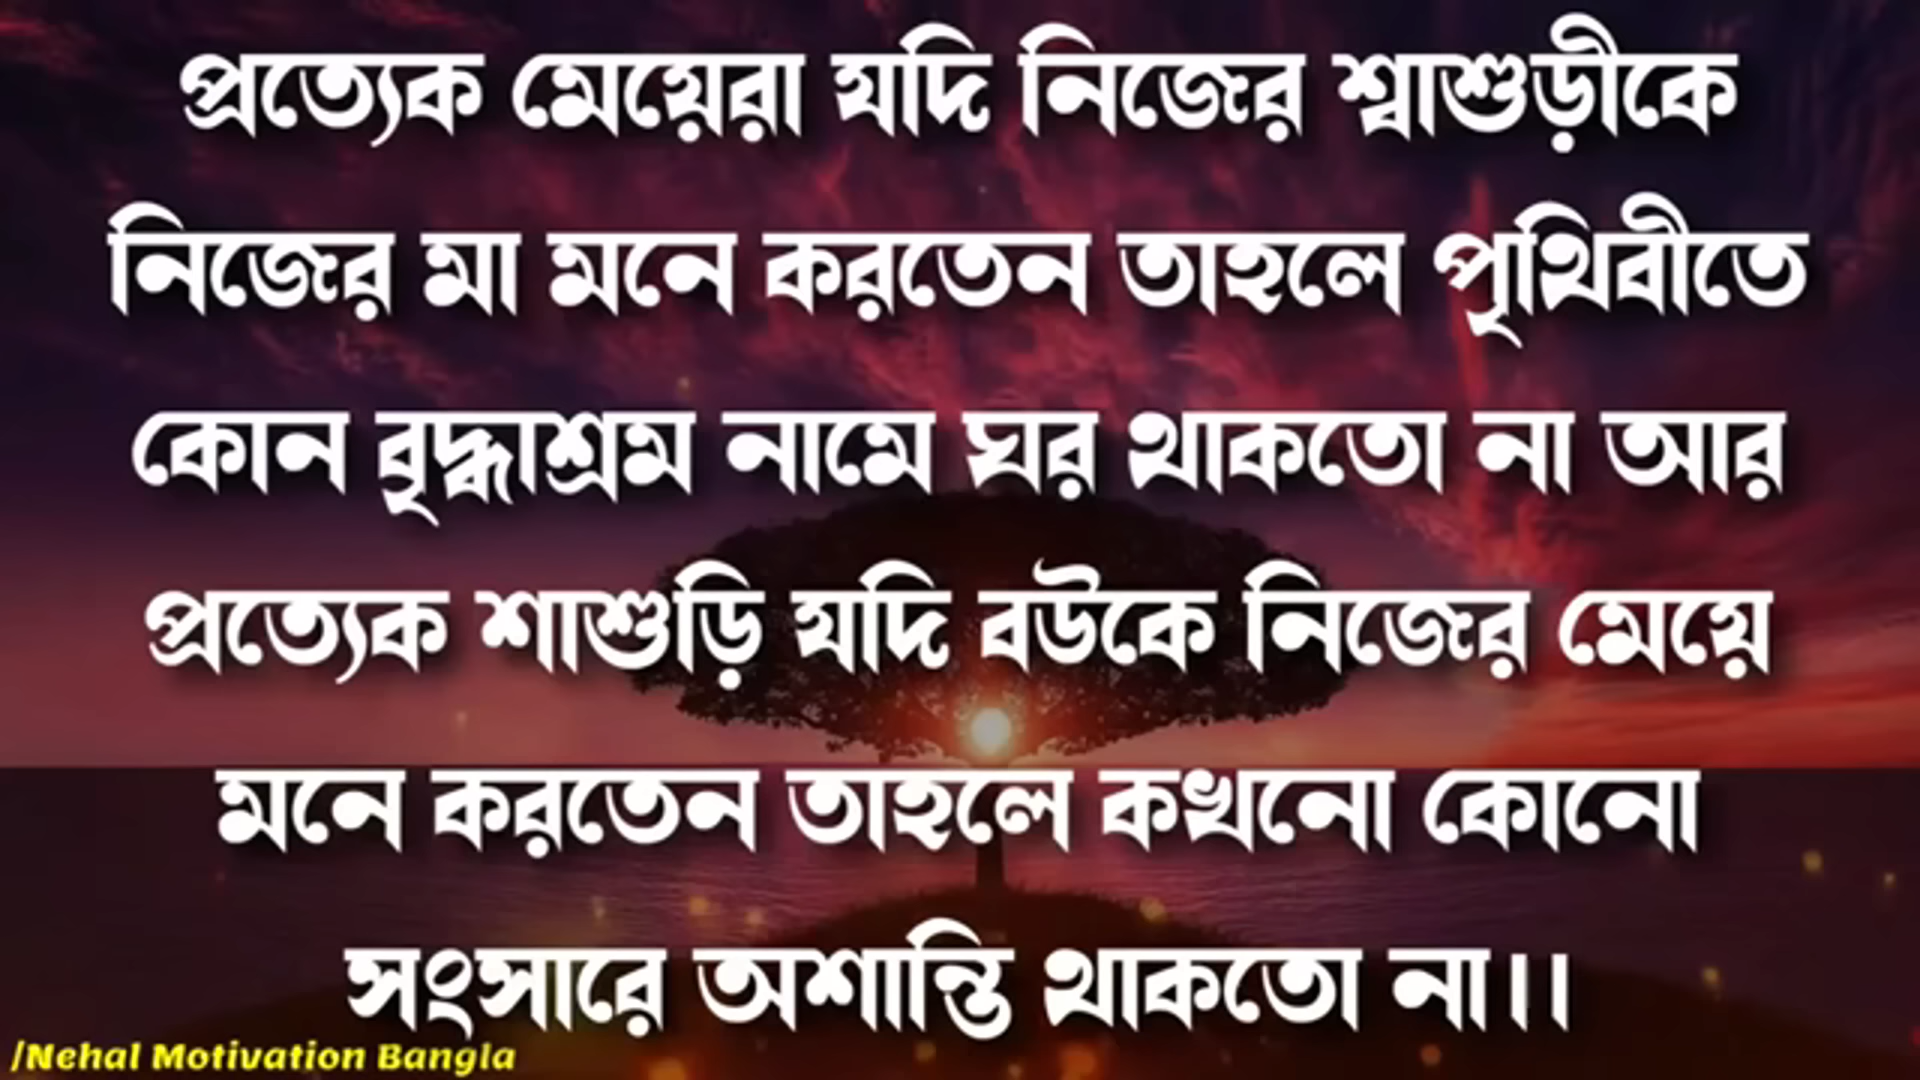 প্রত্যেক মেয়েরা যদি নিজের শ্বাশুড়ীকে
নিজের মা মনে করতেন তাহলে পৃথিবীতে
কোন বৃদ্ধাশ্রম নামে ঘর থাকতো না আর
প্রত্যেক শাশুড়ি যদি বউকে নিজের মেয়ে
মনে করতেন তাহলে কখনো কোনো
সংসারে অশান্তি থাকতো না।।
/Nehal Motivation Bangla